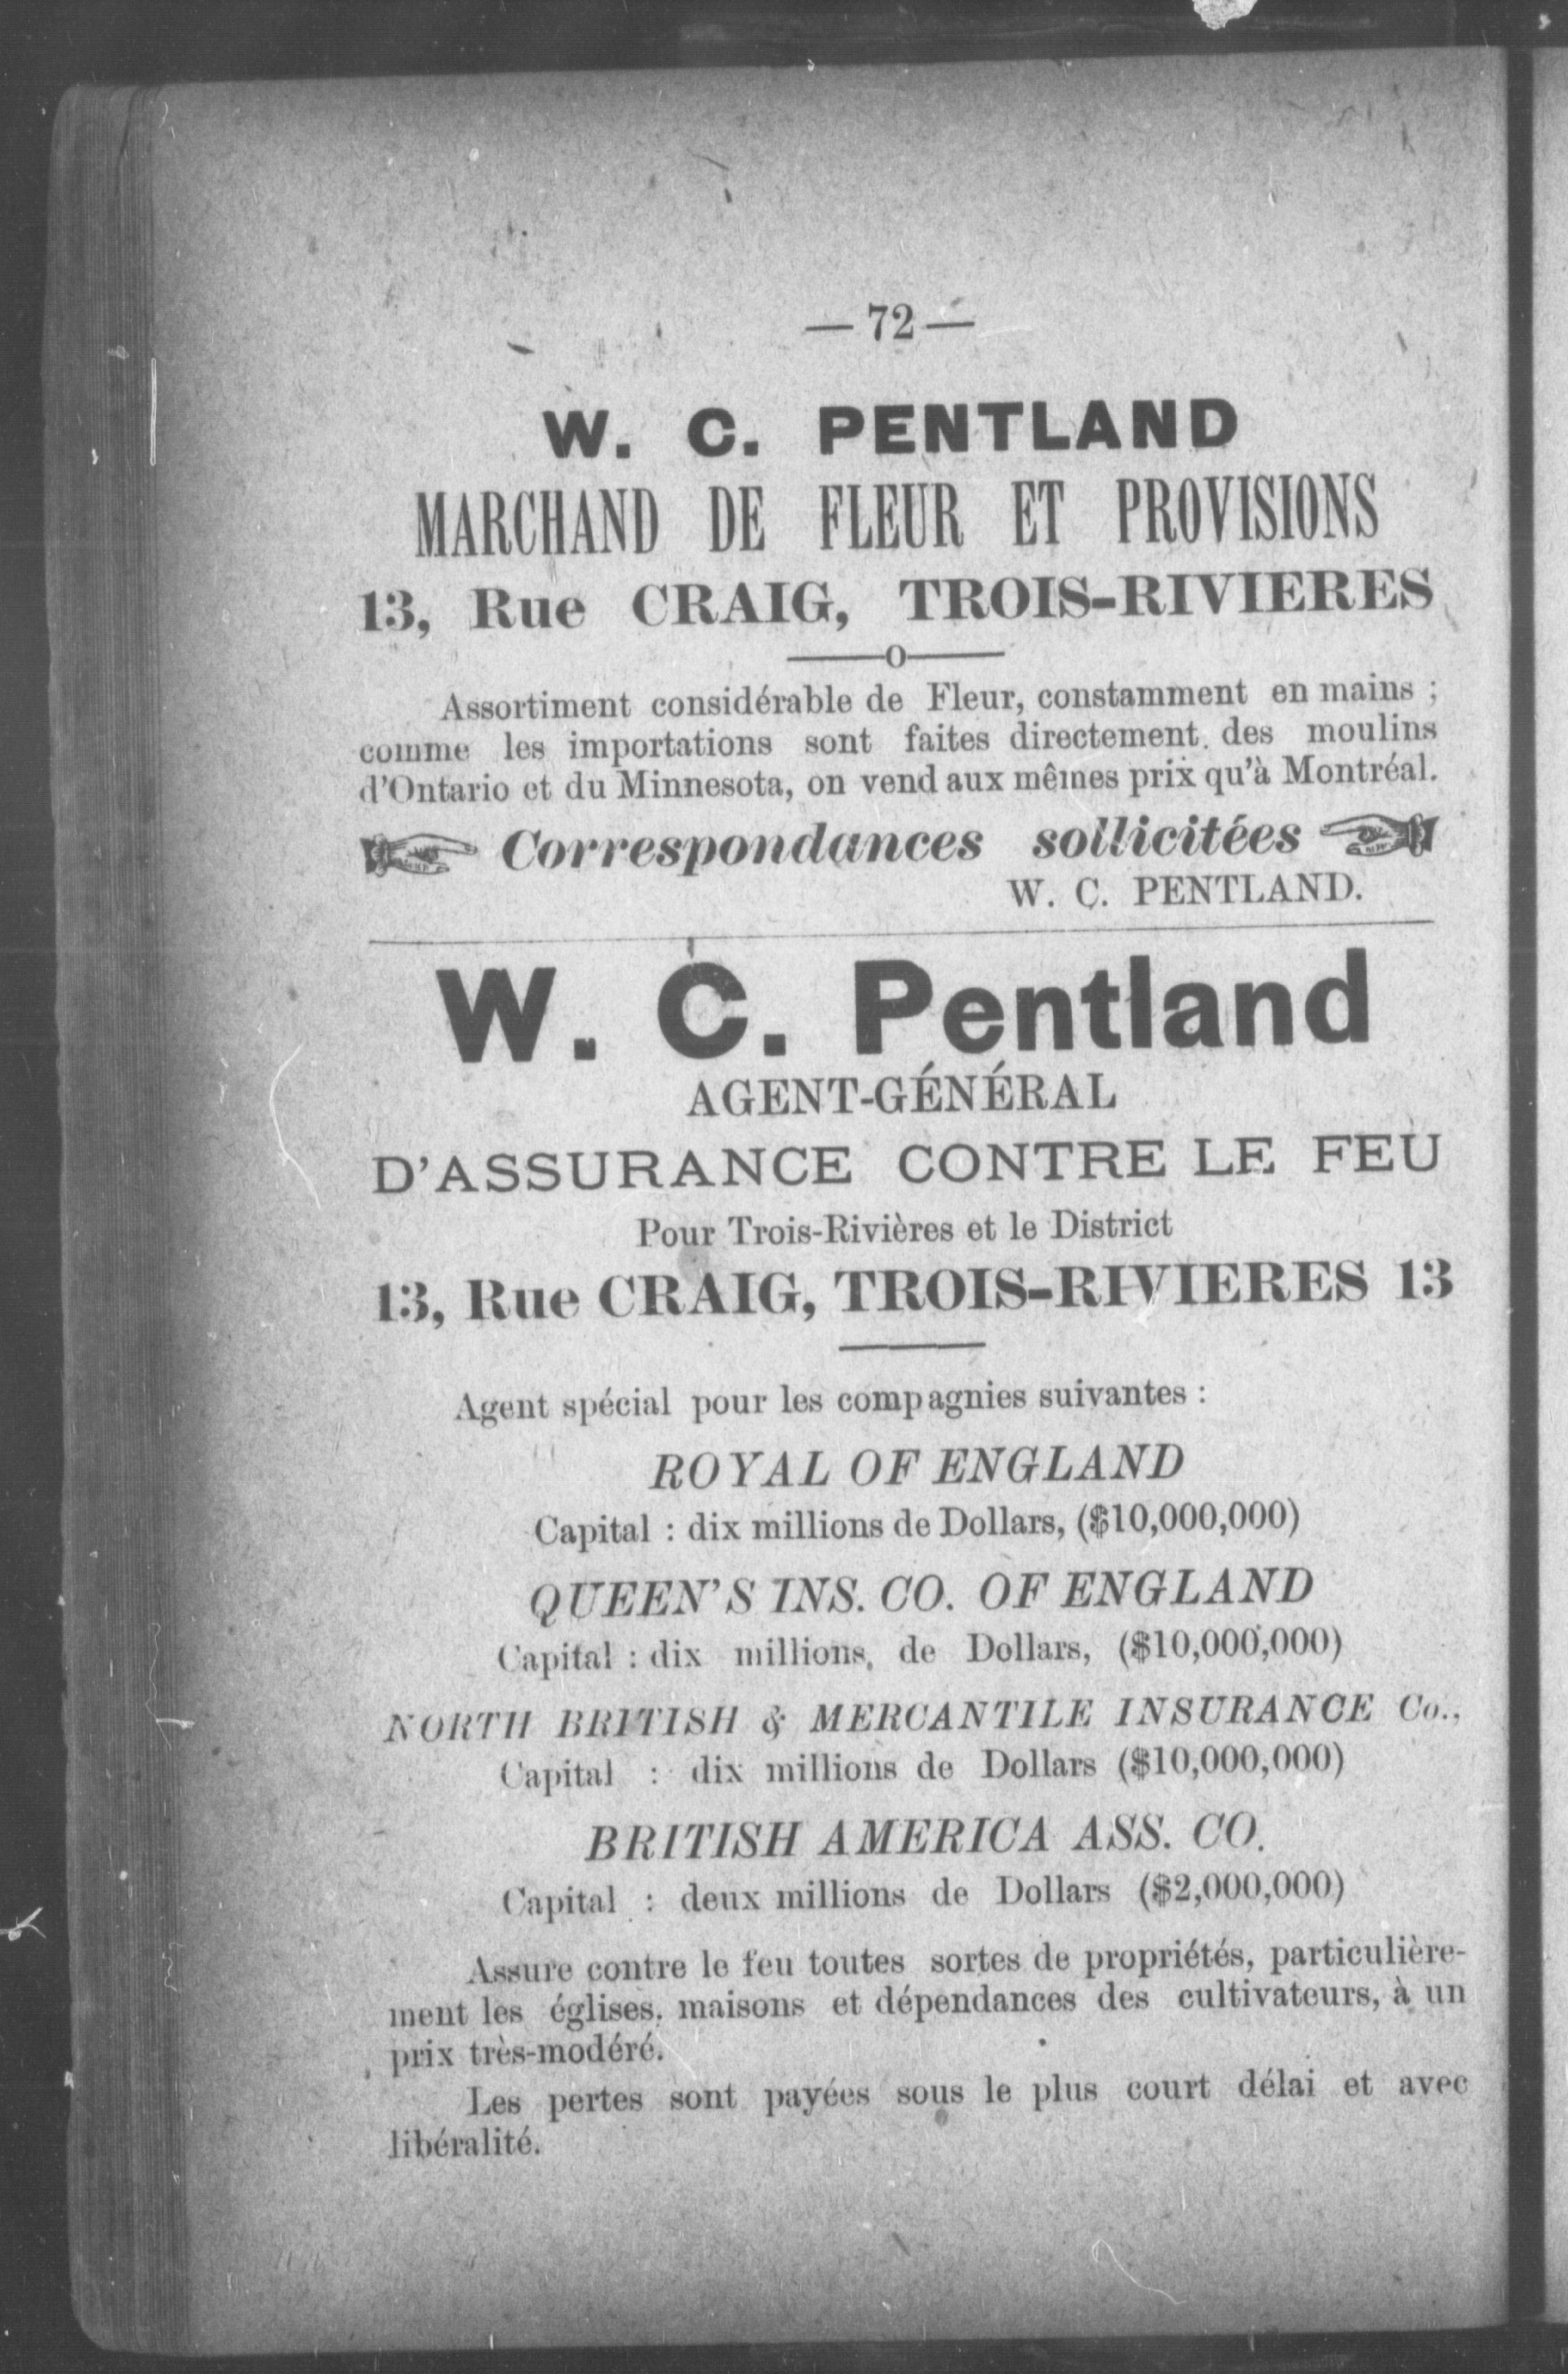 — 72 —
W. C. PENTLAND
MARCHAND DE FLEUR ET PROVISIONS
13, Rue CRAIG, TROIS-RIVIERES
——O——
Assortiment considérable de Fleur, constamment en mains ;
comme les importations sont faites directement des moulins
d'Ontario et du Minnesota, on vend aux mêmes prix qu'à Montréal.
☞ Correspondances sollicitées ☜
W. C. PENTLAND.
W. C. Pentland
AGENT-GÉNÉRAL
D'ASSURANCE CONTRE LE FEU
Pour Trois-Rivières et le District
13, Rue CRAIG, TROIS-RIVIERES 13
Agent spécial pour les compagnies suivantes :
ROYAL OF ENGLAND
Capital : dix millions de Dollars, ($10,000,000)
QUEEN'S INS. CO. OF ENGLAND
Capital : dix millions, de Dollars, ($10,000,000)
NORTH BRITISH & MERCANTILE INSURANCE Co.,
Capital : dix millions de Dollars ($10,000,000)
BRITISH AMERICA ASS. CO.
Capital : deux millions de Dollars ($2,000,000)
Assure contre le feu toutes sortes de propriétés, particulière-
ment les églises, maisons et dépendances des cultivateurs, à un
prix très-modéré.
Les pertes sont payées sous le plus court délai et avec
libéralité.